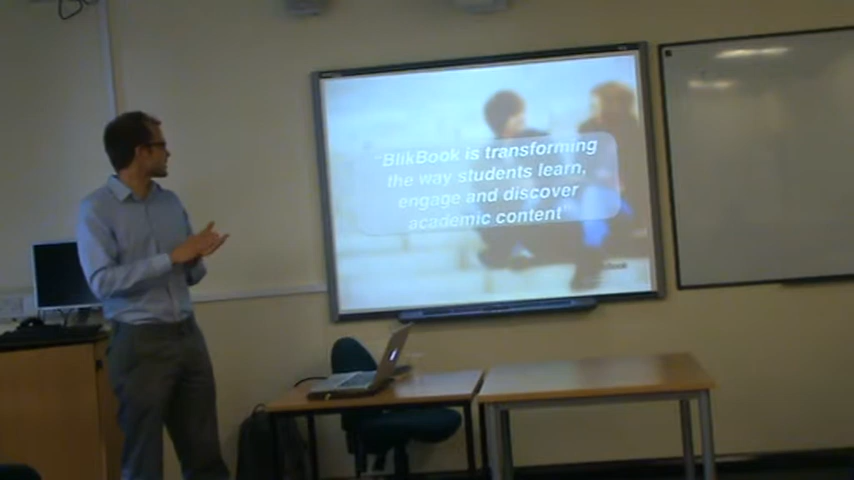 "BlikBook is transforming
the way students learn,
engage and discover
academic content"